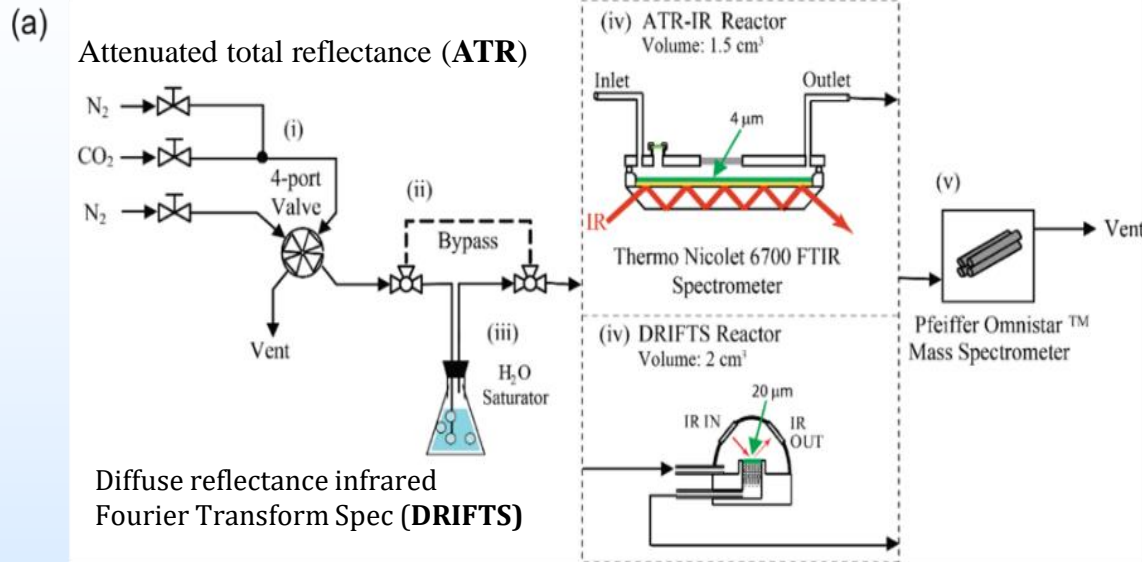 (a)
Attenuated total reflectance (ATR)
N₂
(i)
CO₂
4-port
Valve
N₂
Vent
(ii)
Bypass
(iii)
H₂O
Saturator
Diffuse reflectance infrared
Fourier Transform Spec (DRIFTS)
(iv) ATR-IR Reactor
Volume: 1.5 cm³
Inlet
Outlet
4 µm
IR
Thermo Nicolet 6700 FTIR
Spectrometer
(iv) DRIFTS Reactor
Volume: 2 cm³
20 µm
IR IN
IR
OUT
(v)
Vent
Pfeiffer Omnistar ™
Mass Spectrometer